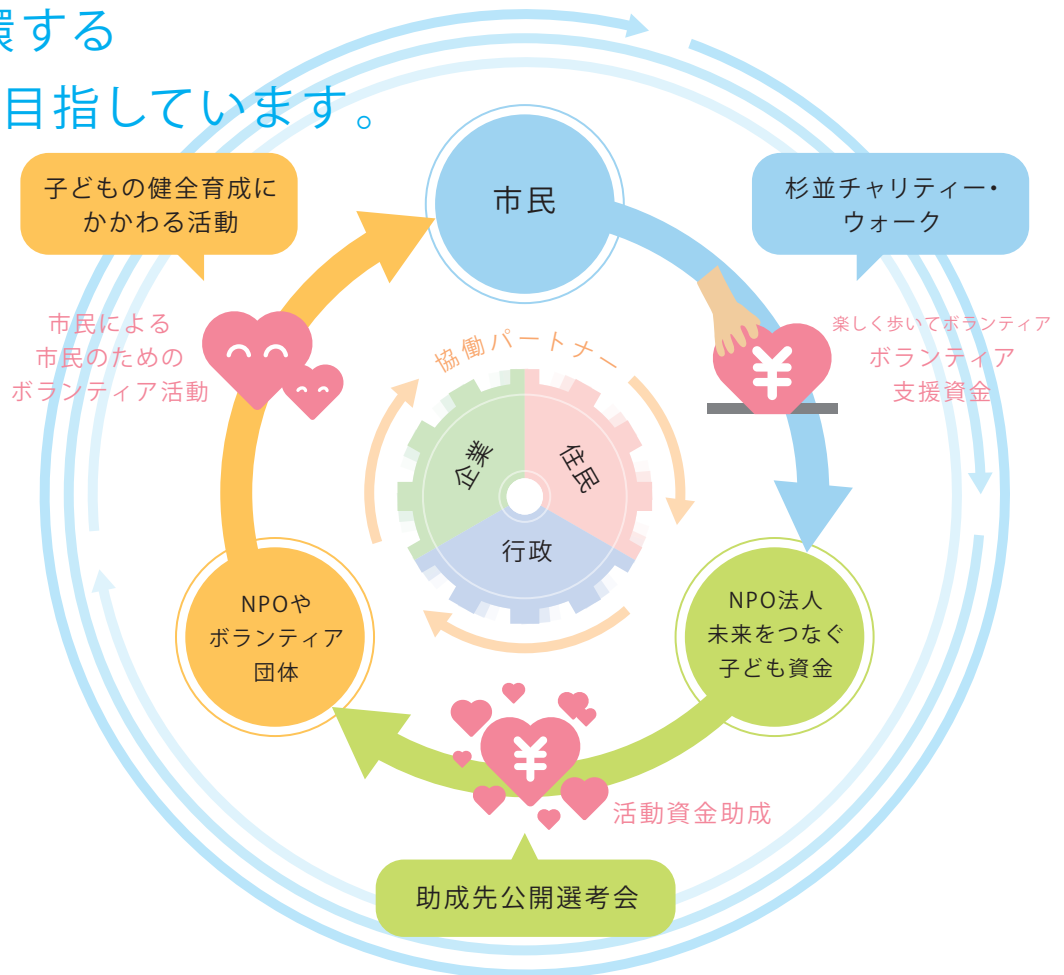 環する
目指しています。
市民
子どもの健全育成に
かかわる活動
杉並チャリティー・
ウォーク
市民による
市民のための
ボランティア活動
楽しく歩いてボランティア
ボランティア
支援資金
協働パートナー
企業
住民
行政
NPOや
ボランティア
団体
NPO法人
未来をつなぐ
子ども資金
¥
¥
活動資金助成
助成先公開選考会